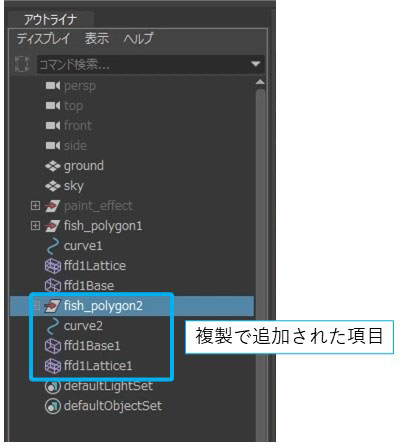 アウトライナ
ディスプレイ 表示 ヘルプ
コマンド検索...
persp
top
front
side
ground
sky
paint_effect
fish_polygon1
curve1
ffd1Lattice
ffd1Base
fish_polygon2
curve2
ffd1Base1
ffd1Lattice1
複製で追加された項目
defaultLightSet
defaultObjectSet